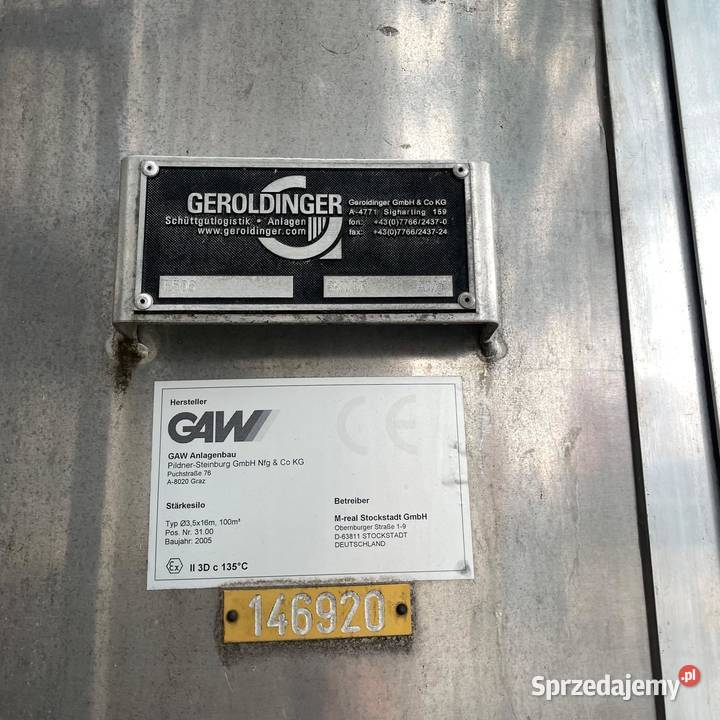 GEROLDINGER
Schüttgutlogistik • Anlagen
www.geroldinger.com
Geroldinger GmbH & Co KG
A-4771 Sigharting 159
fon: +43(0)7766/2437-0
fax: +43(0)7766/2437-24
Hersteller
GAW
CE
GAW Anlagenbau
Pildner-Steinburg GmbH Nfg & Co KG
Puchstraße 76
A-8020 Graz
Stärkesilo
Typ Ø3,5x16m, 100m³
Pos. Nr. 31.00
Baujahr: 2005
Betreiber
M-real Stockstadt GmbH
Obernburger Straße 1-9
D-63811 STOCKSTADT
DEUTSCHLAND
Ex II 3D c 135°C
146920
Sprzedajemy.pl